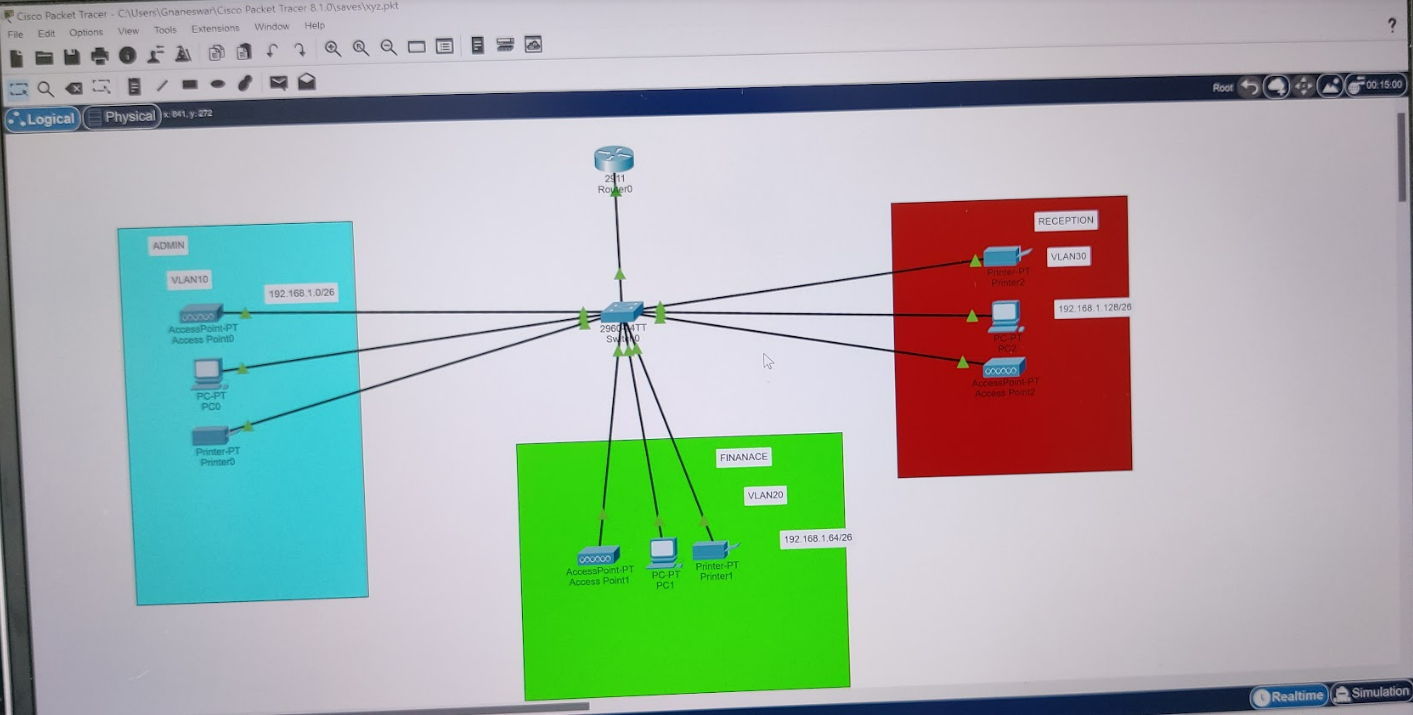 Cisco Packet Tracer - C:\Users\Gnaneswar\Cisco Packet Tracer 8.1.0\saves\xyz.pkt
File Edit Options View Tools Extensions Window Help
?
Root 00:15:00
Logical Physical x: 841, y: 272
2911
Router0
ADMIN
VLAN10
192.168.1.0/26
AccessPoint-PT
Access Point0
PC-PT
PC0
Printer-PT
Printer0
2960-24TT
Switch0
RECEPTION
VLAN30
192.168.1.128/26
Printer-PT
Printer2
PC-PT
PC2
AccessPoint-PT
Access Point2
FINANACE
VLAN20
192.168.1.64/26
AccessPoint-PT
Access Point1
PC-PT
PC1
Printer-PT
Printer1
Realtime Simulation